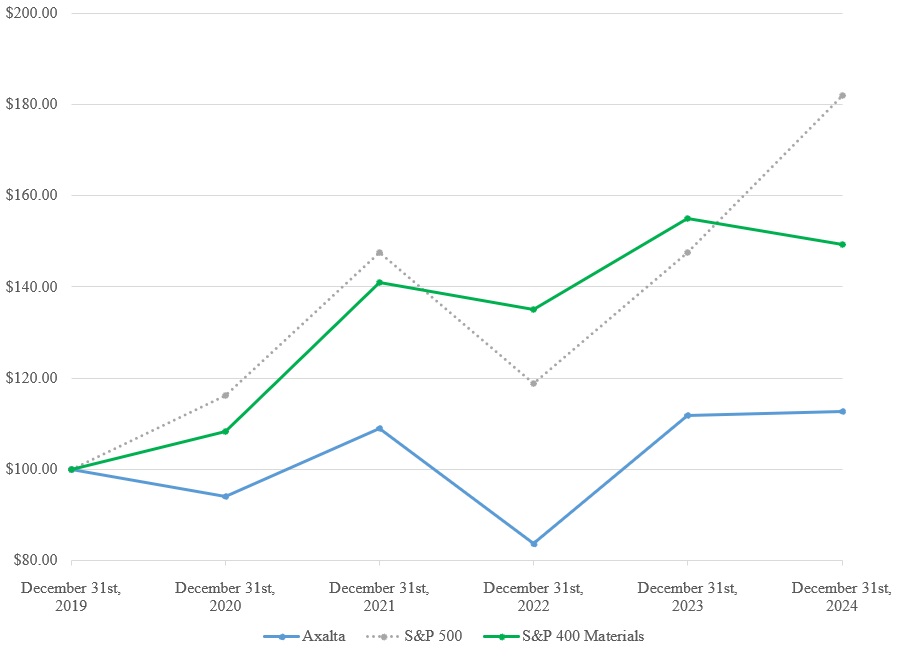 $200.00
$180.00
$160.00
$140.00
$120.00
$100.00
$80.00
December 31st,
2019
December 31st,
2020
December 31st,
2021
December 31st,
2022
December 31st,
2023
December 31st,
2024
Axalta
S&P 500
S&P 400 Materials